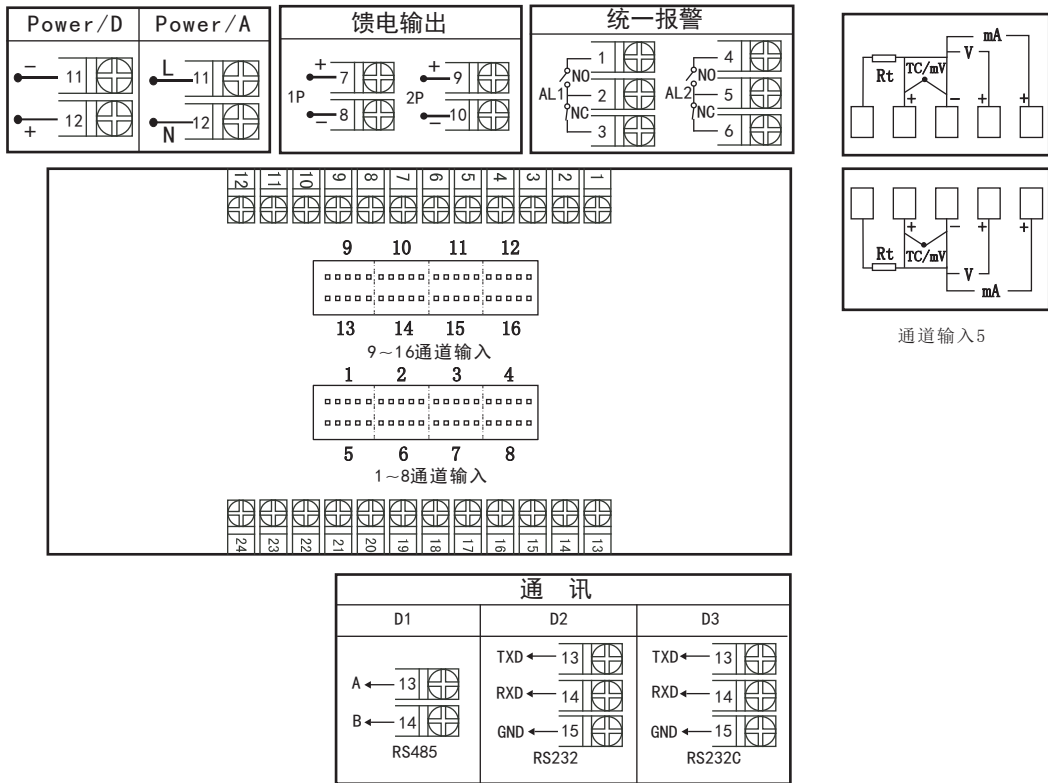 Power/D Power/A
− 11 L 11
+ 12 N 12
馈电输出
1P + 7 − 8
2P + 9 − 10
统一报警
AL1 1 NO 2 NC 3
AL2 4 NO 5 NC 6
mA
V
Rt TC/mV
+ − + +
+ − + +
Rt TC/mV
V
mA
通道输入5
12 11 10 9 8 7 6 5 4 3 2 1
9 10 11 12
13 14 15 16
9~16通道输入
1 2 3 4
5 6 7 8
1~8通道输入
24 23 22 21 20 19 18 17 16 15 14 13
通 讯
D1 D2 D3
TXD 13 TXD 13
A 13 RXD 14 RXD 14
B 14 GND 15 GND 15
RS485 RS232 RS232C